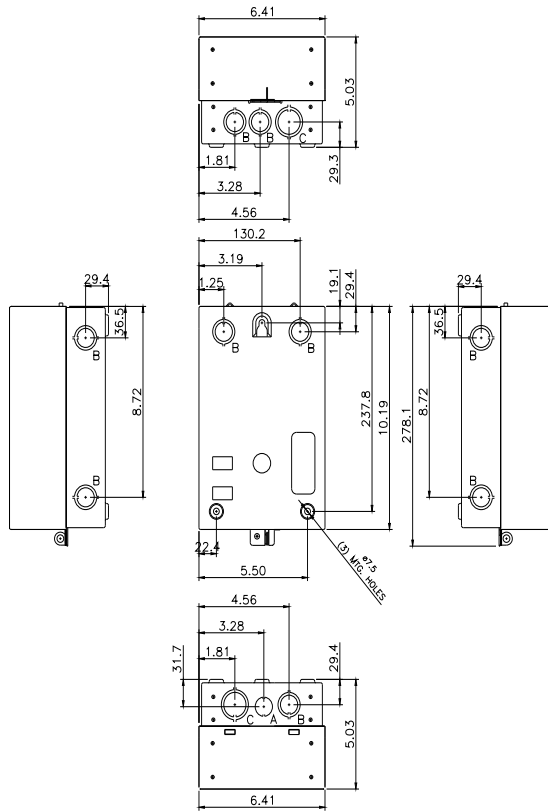 6.41
5.03
B
B
C
1.81
29.3
3.28
4.56
130.2
3.19
1.25
19.1
29.4
B
B
237.8
10.19
22.4
5.50
ø7.5
(3) MTG. HOLES
29.4
36.5
B
8.72
B
29.4
36.5
B
278.1
8.72
B
4.56
3.28
1.81
31.7
29.4
C
A
B
5.03
6.41